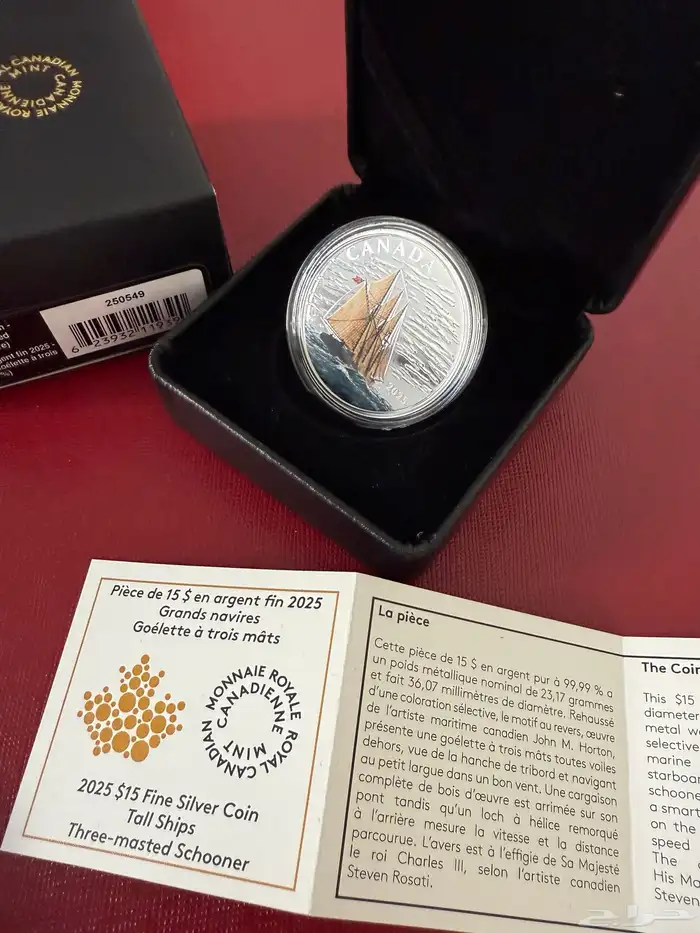 ROYAL CANADIAN MINT
MONNAIE ROYALE CANADIENNE
250549
6 23932 11939
ent fin 2025 -
oélette à trois
CANADA
2025
Pièce de 15 $ en argent fin 2025
Grands navires
Goélette à trois mâts
MONNAIE ROYALE CANADIENNE
ROYAL CANADIAN MINT
2025 $15 Fine Silver Coin
Tall Ships
Three-masted Schooner
La pièce
Cette pièce de 15 $ en argent pur à 99,99 % a
un poids métallique nominal de 23,17 grammes
et fait 36,07 millimètres de diamètre. Rehaussé
d'une coloration sélective, le motif au revers, œuvre
de l'artiste maritime canadien John M. Horton,
présente une goélette à trois mâts toutes voiles
dehors, vue de la hanche de tribord et navigant
au petit largue dans un bon vent. Une cargaison
complète de bois d'œuvre est arrimée sur son
pont tandis qu'un loch à hélice remorqué
à l'arrière mesure la vitesse et la distance
parcourue. L'avers est à l'effigie de Sa Majesté
le roi Charles III, selon l'artiste canadien
Steven Rosati.
The Coin
This $15
diameter
metal we
selective
marine
starboar
schoone
a smart
on the
speed
The
His Ma
Steven